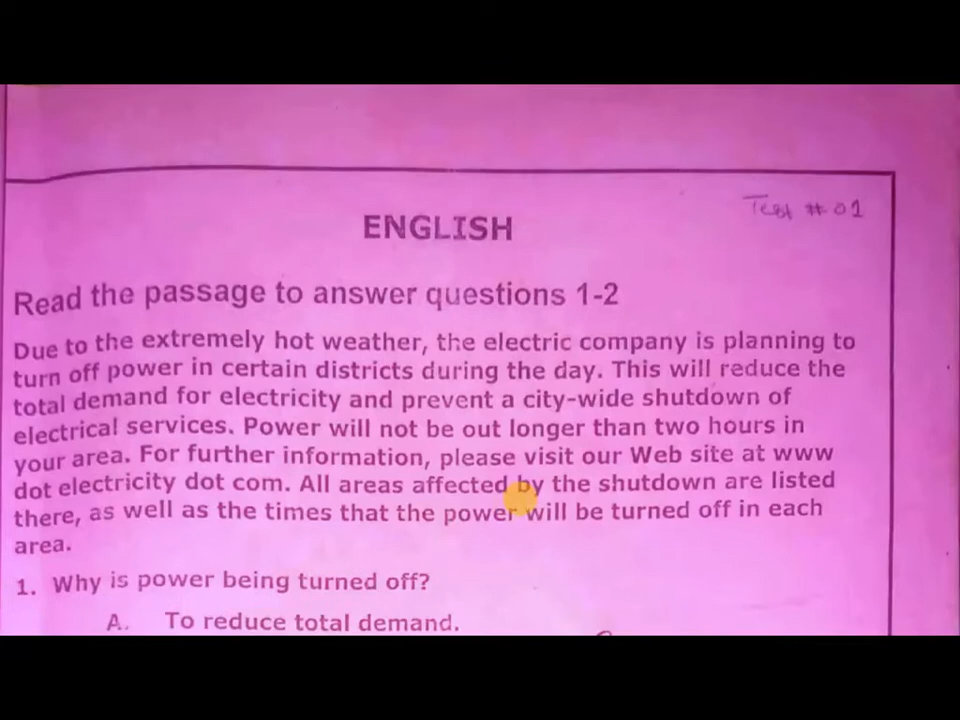 Test # 01
ENGLISH
Read the passage to answer questions 1-2
Due to the extremely hot weather, the electric company is planning to
turn off power in certain districts during the day. This will reduce the
total demand for electricity and prevent a city-wide shutdown of
electrical services. Power will not be out longer than two hours in
your area. For further information, please visit our Web site at www
dot electricity dot com. All areas affected by the shutdown are listed
there, as well as the times that the power will be turned off in each
area.
1. Why is power being turned off?
A. To reduce total demand.